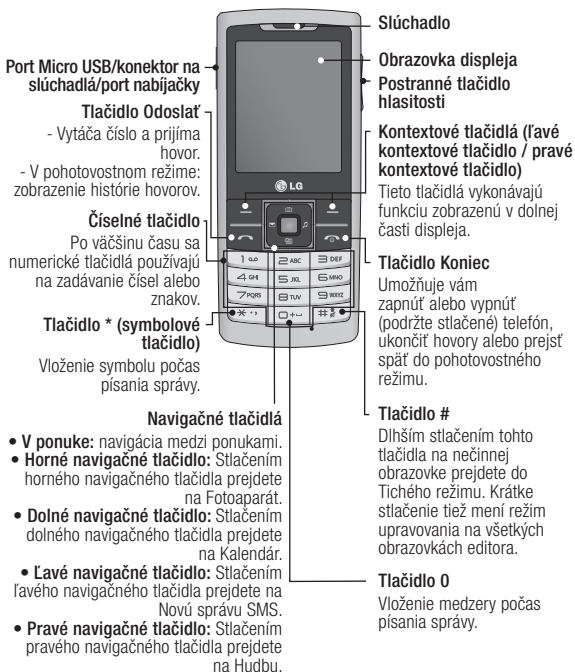 Slúchadlo
Obrazovka displeja
Postranné tlačidlo
hlasitosti
Kontextové tlačidlá (ľavé
kontextové tlačidlo / pravé
kontextové tlačidlo)
Tieto tlačidlá vykonávajú
funkciu zobrazenú v dolnej
časti displeja.
Tlačidlo Koniec
Umožňuje vám
zapnúť alebo vypnúť
(podržte stlačené) telefón,
ukončiť hovory alebo prejsť
späť do pohotovostného
režimu.
Tlačidlo #
Dlhším stlačením tohto
tlačidla na nečinnej
obrazovke prejdete do
Tichého režimu. Krátke
stlačenie tiež mení režim
upravovania na všetkých
obrazovkách editora.
Tlačidlo 0
Vloženie medzery počas
písania správy.
Port Micro USB/konektor na
slúchadlá/port nabíjačky
Tlačidlo Odoslať
- Vytáča číslo a prijíma
hovor.
- V pohotovostnom režime:
zobrazenie histórie hovorov.
Číselné tlačidlo
Po väčšinu času sa
numerické tlačidlá používajú
na zadávanie čísel alebo
znakov.
Tlačidlo * (symbolové
tlačidlo)
Vloženie symbolu počas
písania správy.
Navigačné tlačidlá
• V ponuke: navigácia medzi ponukami.
• Horné navigačné tlačidlo: Stlačením
horného navigačného tlačidla prejdete
na Fotoaparát.
• Dolné navigačné tlačidlo: Stlačením
dolného navigačného tlačidla prejdete
na Kalendár.
• Ľavé navigačné tlačidlo: Stlačením
ľavého navigačného tlačidla prejdete na
Novú správu SMS.
• Pravé navigačné tlačidlo: Stlačením
pravého navigačného tlačidla prejdete
na Hudbu.
LG
1 2 ABC 3 DEF
4 GHI 5 JKL 6 MNO
7 PQRS 8 TUV 9 WXYZ
* 0 + #